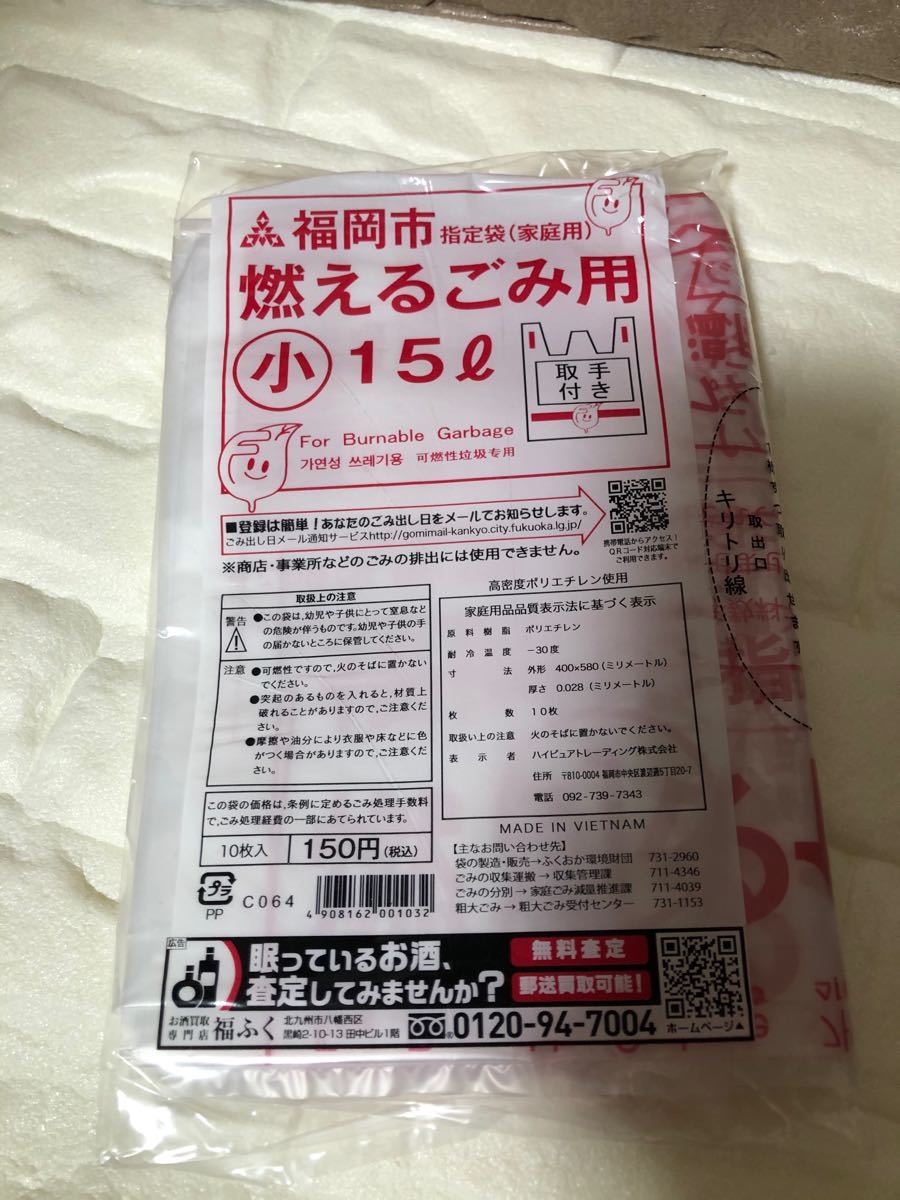 福岡市 指定袋(家庭用)
燃えるごみ用
小 15ℓ
取手
付き
For Burnable Garbage
가연성 쓰레기용 可燃性垃圾专用
■登録は簡単!あなたのごみ出し日をメールでお知らせします。
ごみ出し日メール通知サービスhttp://gomimail-kankyo.city.fukuoka.lg.jp/
携帯電話からアクセス!
QRコード対応端末で
ご利用できます。
※商店・事業所などのごみの排出には使用できません。
取扱上の注意
警告 ●この袋は、幼児や子供にとって窒息など
の危険が伴うものです。幼児や子供の手
の届かないところに保管してください。
注意 ●可燃性ですので、火のそばに置かない
でください。
●突起のあるものを入れると、材質上
破れることがありますので、ご注意くだ
さい。
●摩擦や油分により衣服や床などに色
がつく場合がありますので、ご注意くだ
さい。
この袋の価格は、条例に定めるごみ処理手数料
で、ごみ処理経費の一部にあてられています。
10枚入 150円(税込)
プラ
PP
C064
4908162001032
高密度ポリエチレン使用
家庭用品品質表示法に基づく表示
原料樹脂 ポリエチレン
耐冷温度 -30度
寸法 外形 400×580(ミリメートル)
厚さ 0.028(ミリメートル)
枚数 10枚
取扱い上の注意 火のそばに置かないでください。
表示者 ハイピュアトレーディング株式会社
住所 〒810-0004 福岡市中央区渡辺通5丁目20-7
電話 092-739-7343
MADE IN VIETNAM
【主なお問い合わせ先】
袋の製造・販売→ふくおか環境財団 731-2960
ごみの収集運搬→収集管理課 711-4346
ごみの分別→家庭ごみ減量推進課 711-4039
粗大ごみ→粗大ごみ受付センター 731-1153
取出口
キリトリ線
広告
眠っているお酒、
査定してみませんか?
無料査定
郵送買取可能!
お酒買取
専門店
福ふく
北九州市八幡西区
黒崎2-10-13 田中ビル1階
0120-94-7004
ホームページ▲